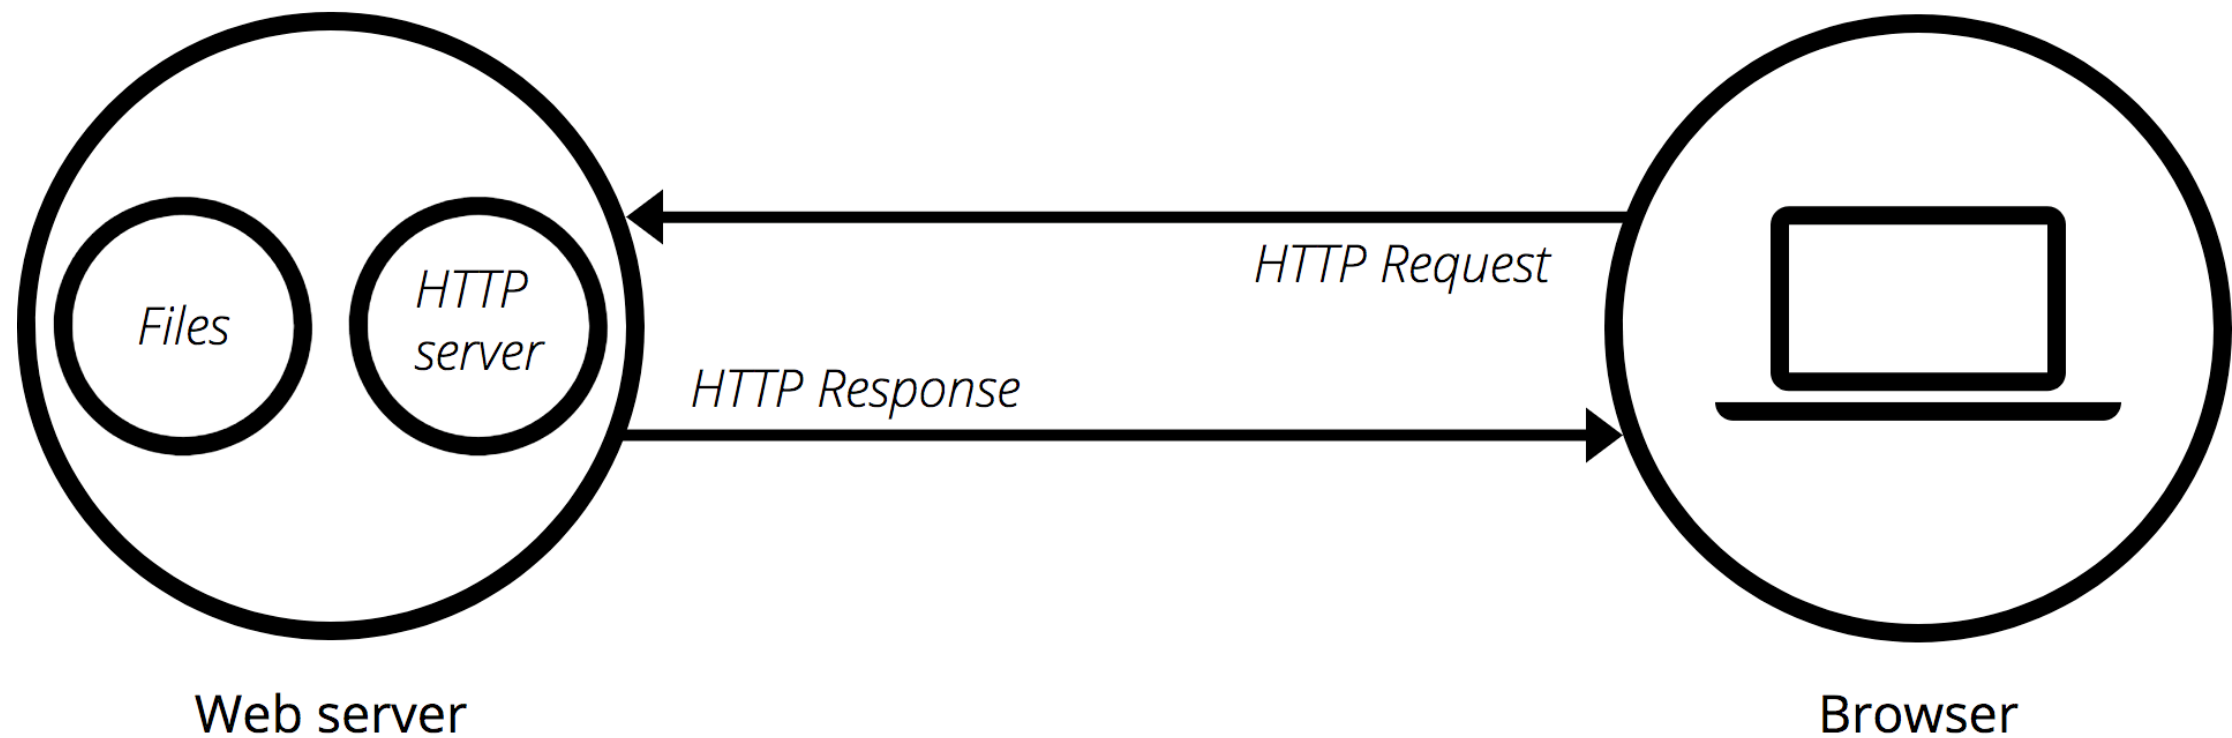 Files
HTTP
server
HTTP Request
HTTP Response
Web server
Browser